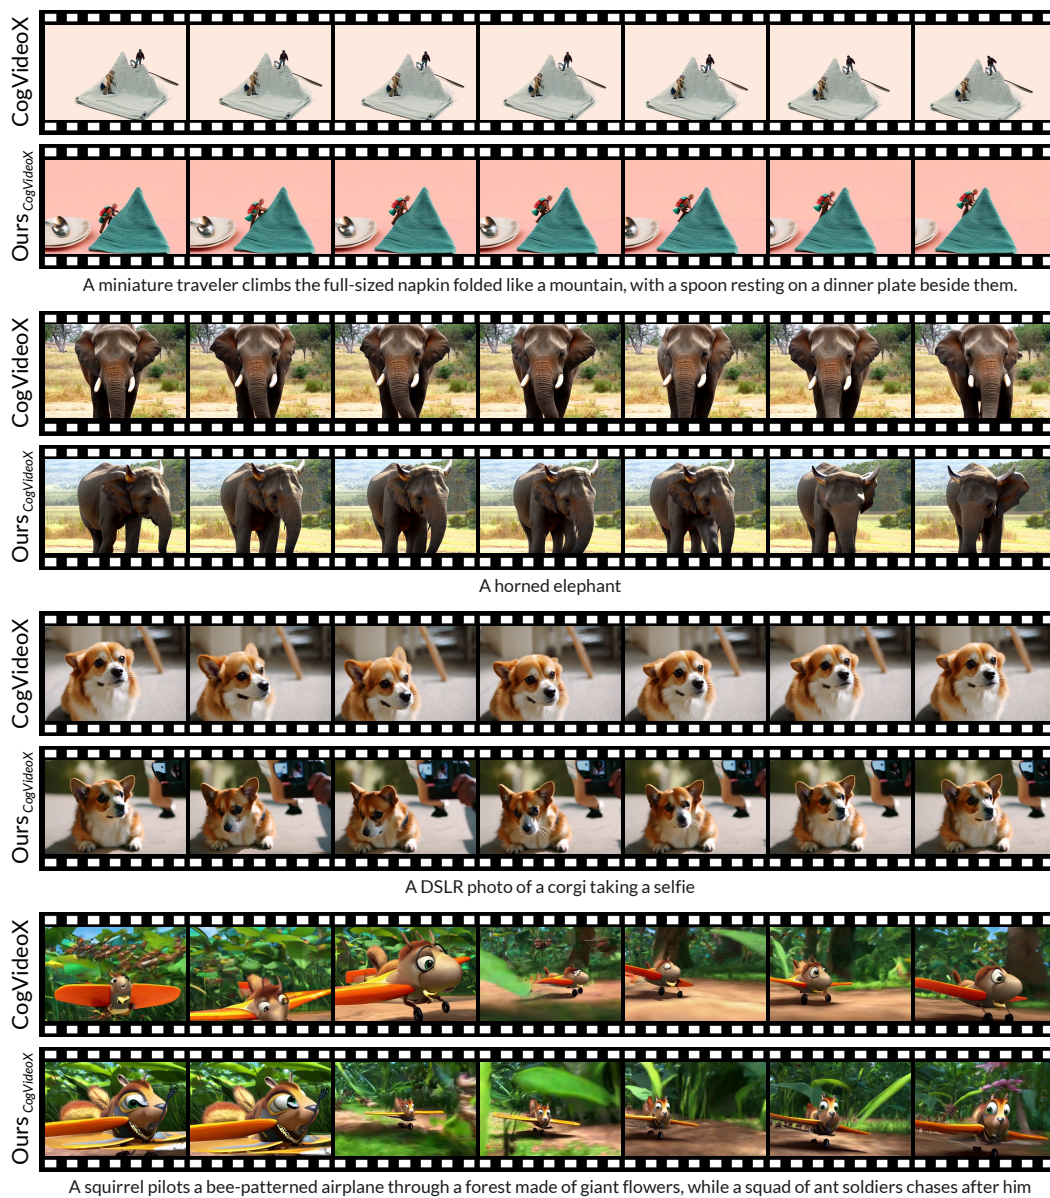 CogVideoX
Ours CogVideoX
A miniature traveler climbs the full-sized napkin folded like a mountain, with a spoon resting on a dinner plate beside them.
CogVideoX
Ours CogVideoX
A horned elephant
CogVideoX
Ours CogVideoX
A DSLR photo of a corgi taking a selfie
CogVideoX
Ours CogVideoX
A squirrel pilots a bee-patterned airplane through a forest made of giant flowers, while a squad of ant soldiers chases after him